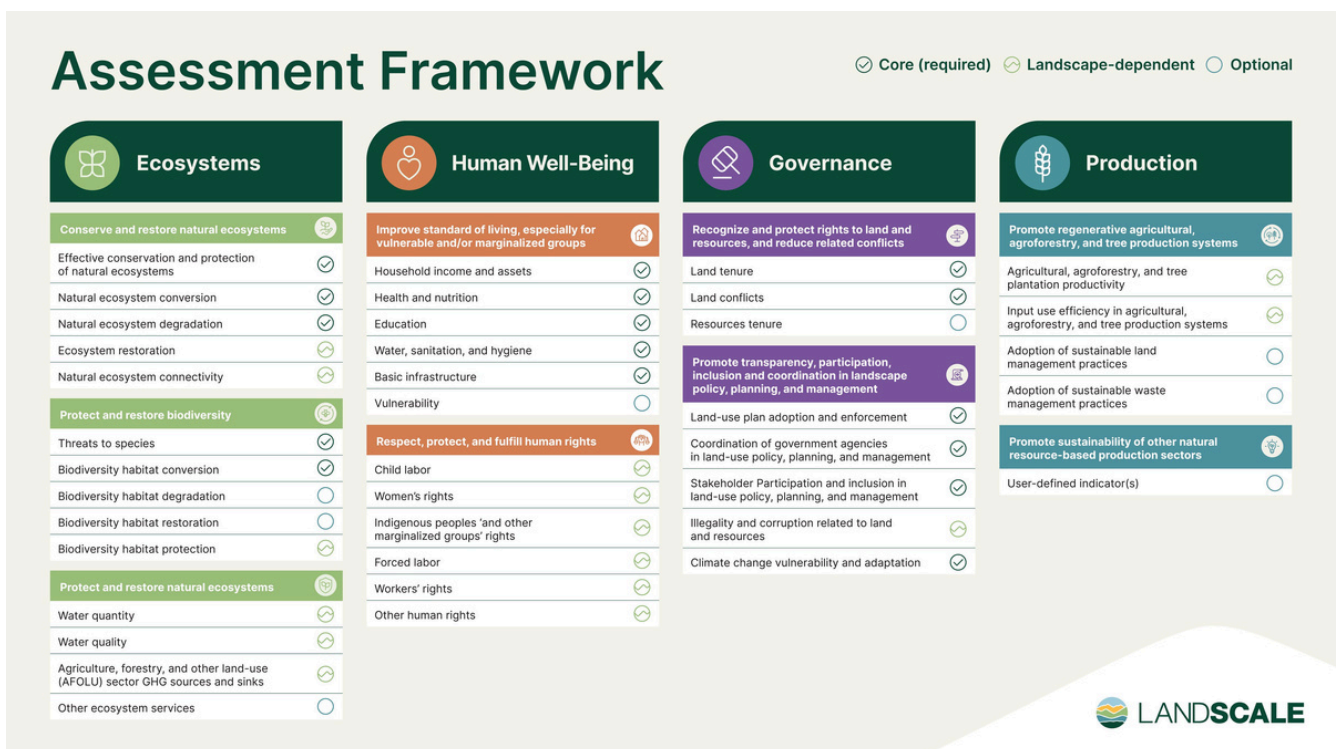 Assessment Framework
Core (required) Landscape-dependent Optional
Ecosystems
Conserve and restore natural ecosystems
Effective conservation and protection
of natural ecosystems
Natural ecosystem conversion
Natural ecosystem degradation
Ecosystem restoration
Natural ecosystem connectivity
Protect and restore biodiversity
Threats to species
Biodiversity habitat conversion
Biodiversity habitat degradation
Biodiversity habitat restoration
Biodiversity habitat protection
Protect and restore natural ecosystems
Water quantity
Water quality
Agriculture, forestry, and other land-use
(AFOLU) sector GHG sources and sinks
Other ecosystem services
Human Well-Being
Improve standard of living, especially for
vulnerable and/or marginalized groups
Household income and assets
Health and nutrition
Education
Water, sanitation, and hygiene
Basic infrastructure
Vulnerability
Respect, protect, and fulfill human rights
Child labor
Women's rights
Indigenous peoples 'and other
marginalized groups' rights
Forced labor
Workers' rights
Other human rights
Governance
Recognize and protect rights to land and
resources, and reduce related conflicts
Land tenure
Land conflicts
Resources tenure
Promote transparency, participation,
inclusion and coordination in landscape
policy, planning, and management
Land-use plan adoption and enforcement
Coordination of government agencies
in land-use policy, planning, and management
Stakeholder Participation and inclusion in
land-use policy, planning, and management
Illegality and corruption related to land
and resources
Climate change vulnerability and adaptation
Production
Promote regenerative agricultural,
agroforestry, and tree production systems
Agricultural, agroforestry, and tree
plantation productivity
Input use efficiency in agricultural,
agroforestry, and tree production systems
Adoption of sustainable land
management practices
Adoption of sustainable waste
management practices
Promote sustainability of other natural
resource-based production sectors
User-defined indicator(s)
LANDSCALE